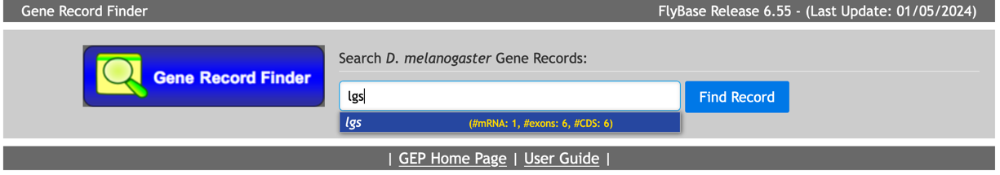 Gene Record Finder FlyBase Release 6.55 - (Last Update: 01/05/2024)
Search D. melanogaster Gene Records:
Gene Record Finder
lgs Find Record
lgs (#mRNA: 1, #exons: 6, #CDS: 6)
| GEP Home Page | User Guide |